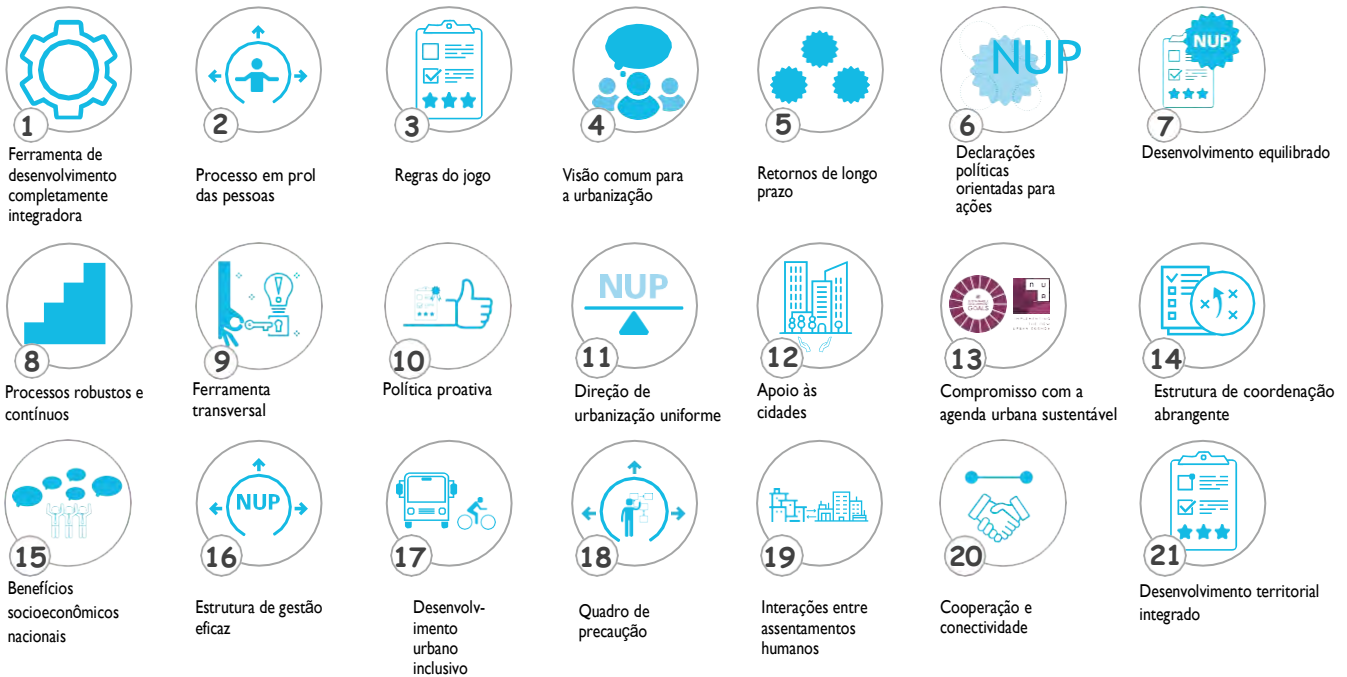 1
Ferramenta de
desenvolvimento
completamente
integradora
2
Processo em prol
das pessoas
3
Regras do jogo
4
Visão comum para
a urbanização
5
Retornos de longo
prazo
NUP
6
Declarações
políticas
orientadas para
ações
NUP
7
Desenvolvimento equilibrado
8
Processos robustos e
contínuos
9
Ferramenta
transversal
10
Política proativa
NUP
11
Direção de
urbanização uniforme
12
Apoio às
cidades
GOALS
13
Compromisso com a
agenda urbana sustentável
14
Estrutura de coordenação
abrangente
15
Benefícios
socioeconômicos
nacionais
NUP
16
Estrutura de gestão
eficaz
17
Desenvolv-
imento
urbano
inclusivo
18
Quadro de
precaução
19
Interações entre
assentamentos
humanos
20
Cooperação e
conectividade
21
Desenvolvimento territorial
integrado